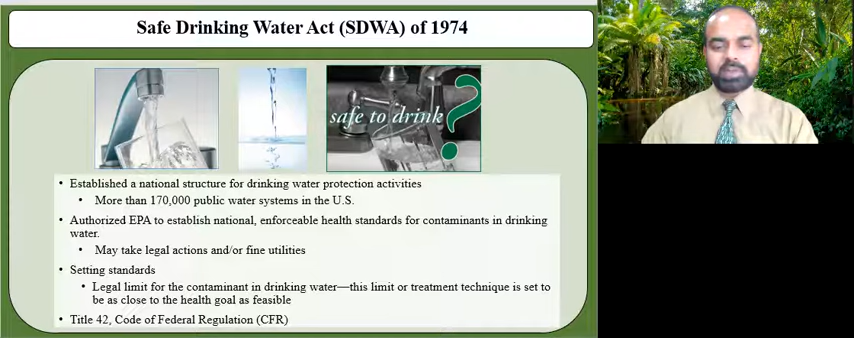 Safe Drinking Water Act (SDWA) of 1974
safe to drink?
• Established a national structure for drinking water protection activities
• More than 170,000 public water systems in the U.S.
• Authorized EPA to establish national, enforceable health standards for contaminants in drinking
water.
• May take legal actions and/or fine utilities
• Setting standards
• Legal limit for the contaminant in drinking water—this limit or treatment technique is set to
be as close to the health goal as feasible
• Title 42, Code of Federal Regulation (CFR)